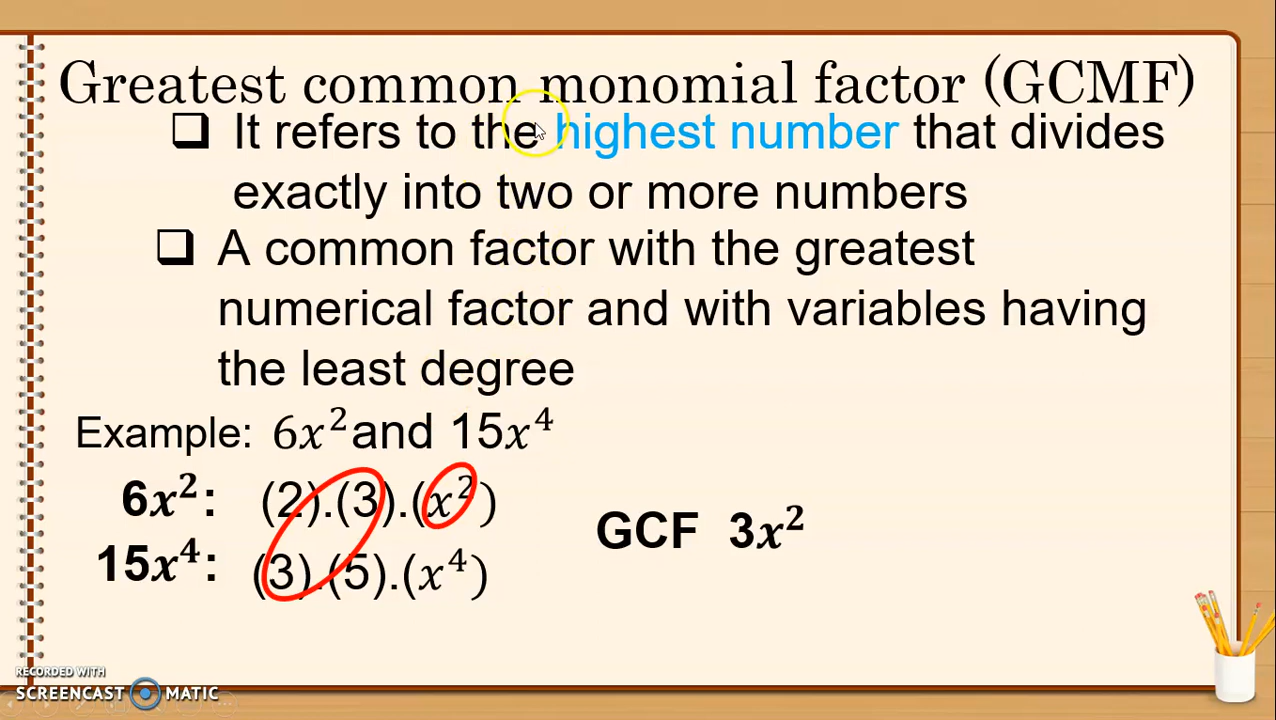 Greatest common monomial factor (GCMF)
❑ It refers to the highest number that divides
exactly into two or more numbers
❑ A common factor with the greatest
numerical factor and with variables having
the least degree
Example: 6x² and 15x⁴
6x²: (2).(3).(x²)
15x⁴: (3).(5).(x⁴)
GCF 3x²
RECORDED WITH
SCREENCAST MATIC